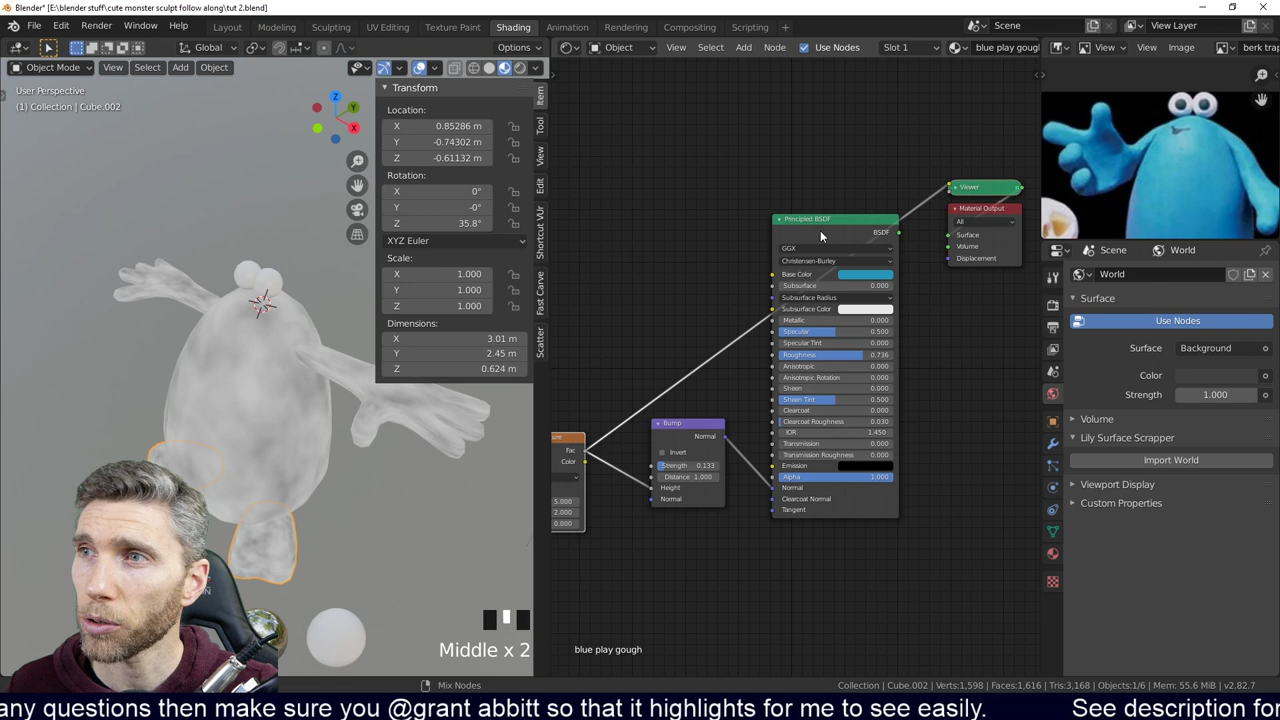 Blender* [E:\blender stuff\cute monster sculpt follow along\tut 2.blend]
File Edit Render Window Help Layout Modeling Sculpting UV Editing Texture Paint Shading Animation Rendering Compositing Scripting Scene View Layer
Global Options Object View Select Add Node Use Nodes Slot 1 blue play gough View Image berk trap
Object Mode View Select Add Object
User Perspective
(1) Collection | Cube.002
Transform
Location:
X 0.85286 m
Y -0.74302 m
Z -0.61132 m
Rotation:
X 0°
Y -0°
Z 35.8°
XYZ Euler
Scale:
X 1.000
Y 1.000
Z 1.000
Dimensions:
X 3.01 m
Y 2.45 m
Z 0.624 m
Item
Tool
View
Edit
Shortcut VUr
Fast Carve
Scatter
Z
Y
X
ure
Fac
Color
5.000
2.000
0.000
Bump
Normal
Invert
Strength 0.133
Distance 1.000
Height
Normal
Principled BSDF
BSDF
GGX
Christensen-Burley
Base Color
Subsurface 0.000
Subsurface Radius
Subsurface Color
Metallic 0.000
Specular 0.500
Specular Tint 0.000
Roughness 0.736
Anisotropic 0.000
Anisotropic Rotation 0.000
Sheen 0.000
Sheen Tint 0.500
Clearcoat 0.000
Clearcoat Roughness 0.030
IOR 1.450
Transmission 0.000
Transmission Roughness 0.000
Emission
Alpha 1.000
Normal
Clearcoat Normal
Tangent
Viewer
Material Output
All
Surface
Volume
Displacement
Scene World
World
Surface
Use Nodes
Surface Background
Color
Strength 1.000
Volume
Lily Surface Scrapper
Import World
Viewport Display
Custom Properties
Middle x 2
blue play gough
Mix Nodes
Collection | Cube.002 | Verts:1,598 | Faces:1,616 | Tris:3,168 | Objects:1/6 | Mem: 55.6 MiB | v2.82.7
any questions then make sure you @grant abbitt so that it highlights for me to see easily. See description for